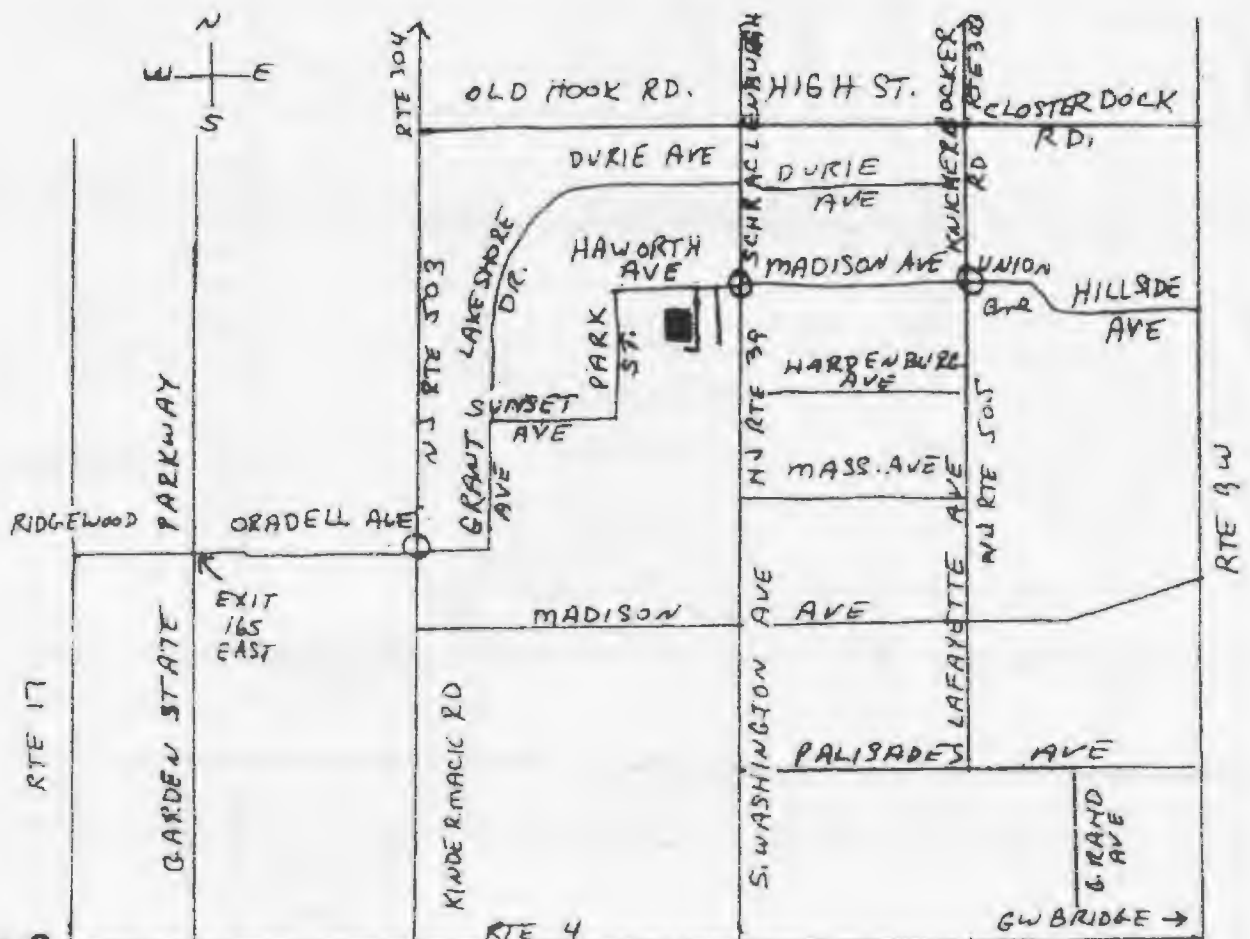 N
W E
S
RTE 304
OLD HOOK RD.
SCHRAALENBURGH
HIGH ST.
KNICKERBOCKER
RD
RTE 308
CLOSTER DOCK
RD.
DURIE AVE
DURIE
AVE
LAKESHORE
DR.
HAWORTH
AVE
MADISON AVE
UNION
ave
HILLSIDE
AVE
NJ RTE 503
PARK
ST.
NJ RTE 39
HARDENBURG
AVE
GRANT
AVE
SUNSET
AVE
MASS. AVE
NJ RTE 505
RTE 9 W
RIDGEWOOD
PARKWAY
ORADELL AVE
EXIT
165
EAST
MADISON AVE
LAFAYETTE AVE
RTE 17
GARDEN STATE
KINDERMACK RD
S. WASHINGTON AVE
PALISADES AVE
GRAND
AVE
RTE 4
GW BRIDGE →